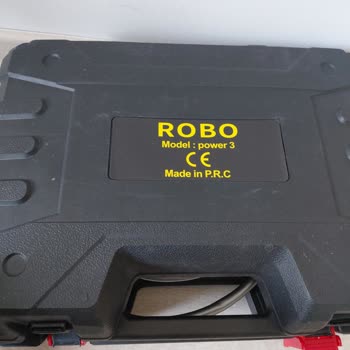 ROBO
Model : power 3
CE
Made in P.R.C